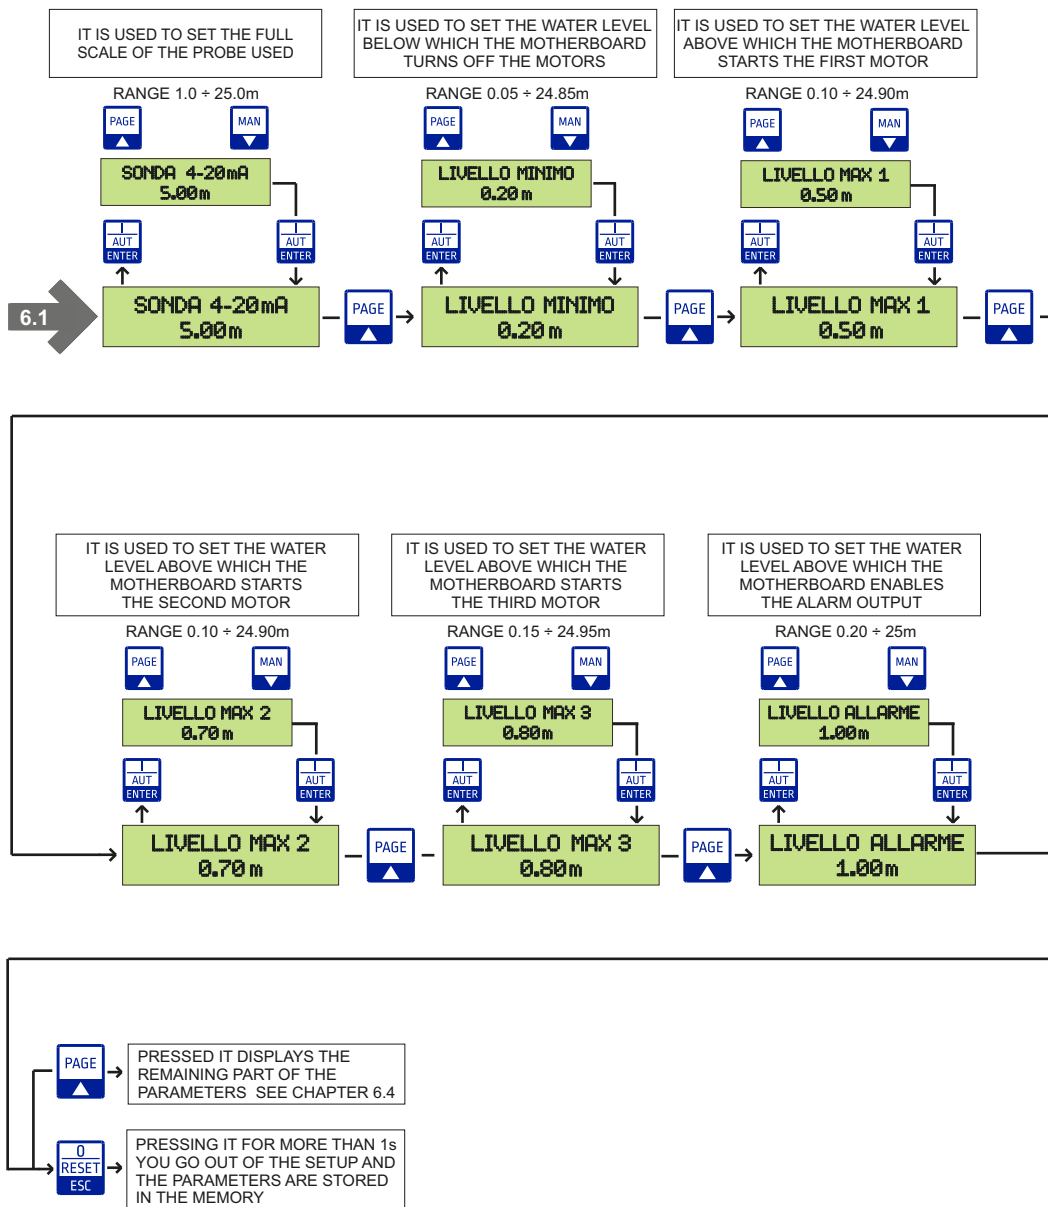 IT IS USED TO SET THE FULL
SCALE OF THE PROBE USED
RANGE 1.0 ÷ 25.0m
PAGE
MAN
SONDA 4-20mA
5.00m
I
AUT
ENTER
I
AUT
ENTER
6.1
SONDA 4-20mA
5.00m
PAGE
IT IS USED TO SET THE WATER LEVEL
BELOW WHICH THE MOTHERBOARD
TURNS OFF THE MOTORS
RANGE 0.05 ÷ 24.85m
PAGE
MAN
LIVELLO MINIMO
0.20 m
I
AUT
ENTER
I
AUT
ENTER
LIVELLO MINIMO
0.20 m
PAGE
IT IS USED TO SET THE WATER LEVEL
ABOVE WHICH THE MOTHERBOARD
STARTS THE FIRST MOTOR
RANGE 0.10 ÷ 24.90m
PAGE
MAN
LIVELLO MAX 1
0.50 m
I
AUT
ENTER
I
AUT
ENTER
LIVELLO MAX 1
0.50 m
PAGE
IT IS USED TO SET THE WATER
LEVEL ABOVE WHICH THE
MOTHERBOARD STARTS
THE SECOND MOTOR
RANGE 0.10 ÷ 24.90m
PAGE
MAN
LIVELLO MAX 2
0.70 m
I
AUT
ENTER
I
AUT
ENTER
LIVELLO MAX 2
0.70 m
PAGE
IT IS USED TO SET THE WATER
LEVEL ABOVE WHICH THE
MOTHERBOARD STARTS
THE THIRD MOTOR
RANGE 0.15 ÷ 24.95m
PAGE
MAN
LIVELLO MAX 3
0.80 m
I
AUT
ENTER
I
AUT
ENTER
LIVELLO MAX 3
0.80 m
PAGE
IT IS USED TO SET THE WATER
LEVEL ABOVE WHICH THE
MOTHERBOARD ENABLES
THE ALARM OUTPUT
RANGE 0.20 ÷ 25m
PAGE
MAN
LIVELLO ALLARME
1.00m
I
AUT
ENTER
I
AUT
ENTER
LIVELLO ALLARME
1.00m
PAGE
PRESSED IT DISPLAYS THE
REMAINING PART OF THE
PARAMETERS SEE CHAPTER 6.4
0
RESET
ESC
PRESSING IT FOR MORE THAN 1s
YOU GO OUT OF THE SETUP AND
THE PARAMETERS ARE STORED
IN THE MEMORY